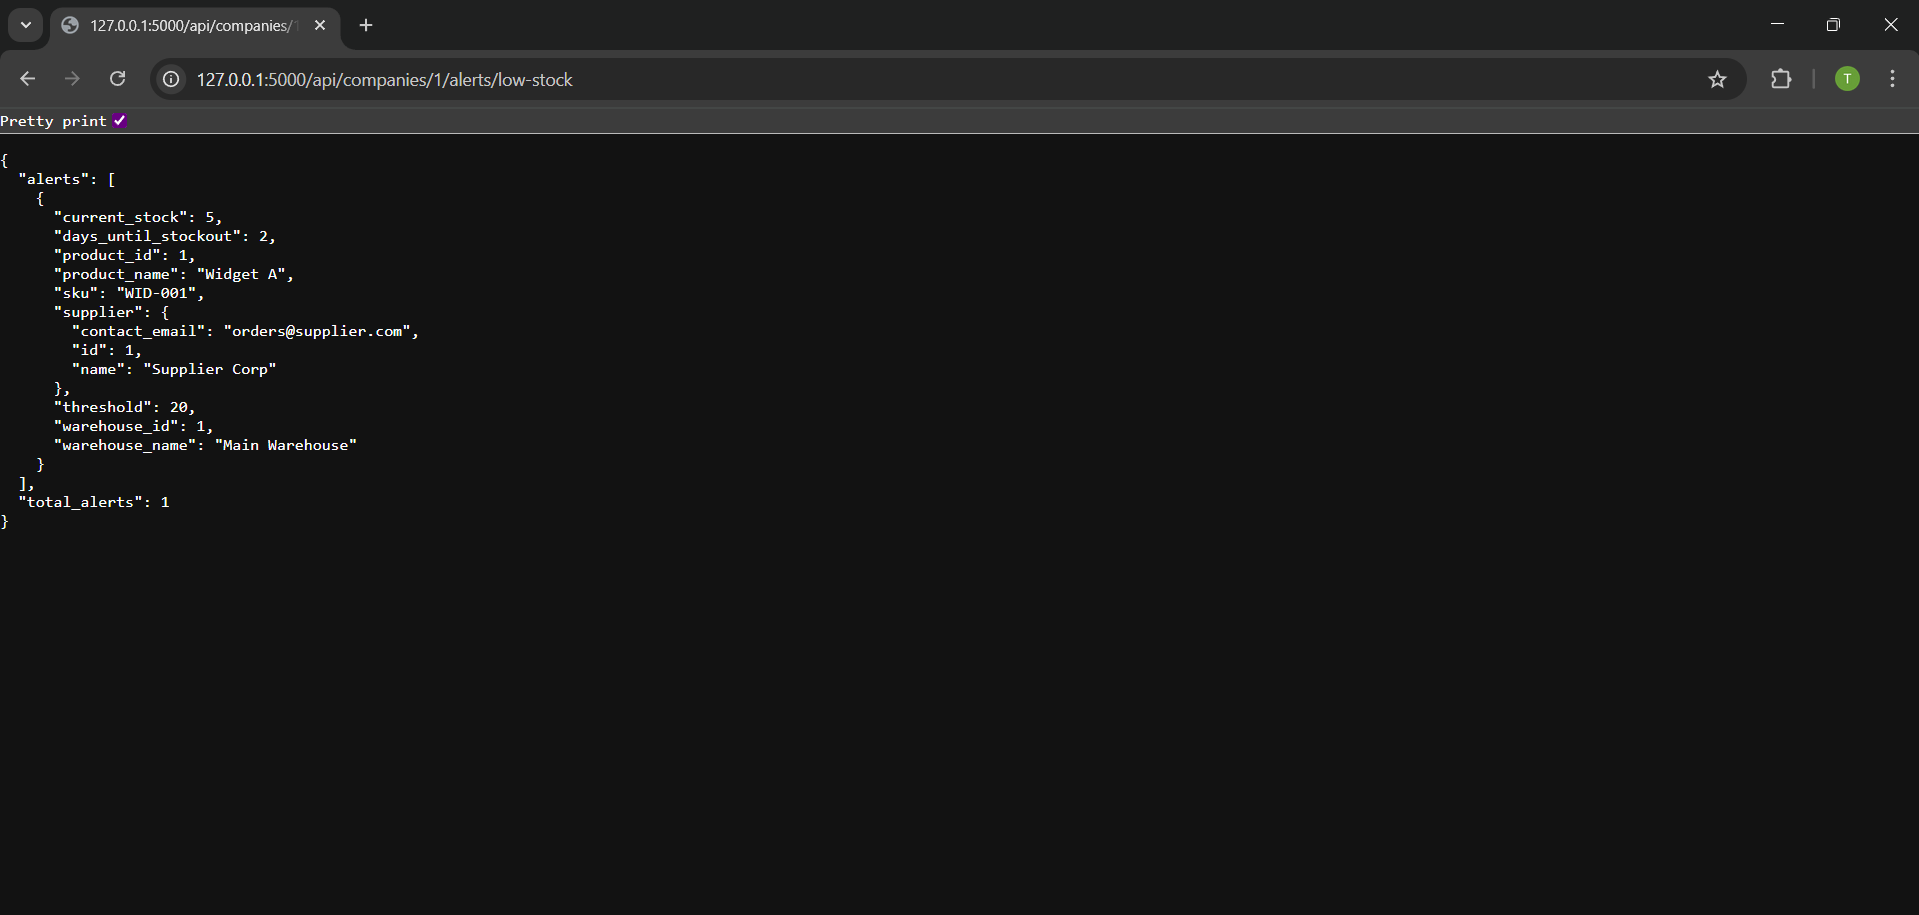 127.0.0.1:5000/api/companies/1
127.0.0.1:5000/api/companies/1/alerts/low-stock
T
Pretty print
{
  "alerts": [
    {
      "current_stock": 5,
      "days_until_stockout": 2,
      "product_id": 1,
      "product_name": "Widget A",
      "sku": "WID-001",
      "supplier": {
        "contact_email": "orders@supplier.com",
        "id": 1,
        "name": "Supplier Corp"
      },
      "threshold": 20,
      "warehouse_id": 1,
      "warehouse_name": "Main Warehouse"
    }
  ],
  "total_alerts": 1
}